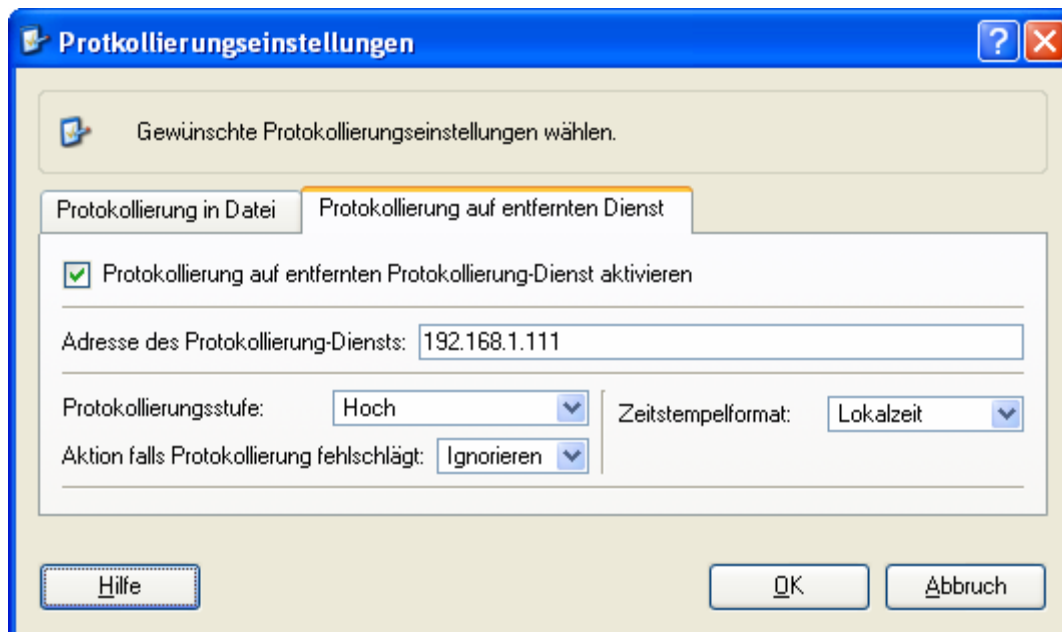 Protkollierungseinstellungen
Gewünschte Protokollierungseinstellungen wählen.
Protokollierung in Datei
Protokollierung auf entfernten Dienst
Protokollierung auf entfernten Protokollierung-Dienst aktivieren
Adresse des Protokollierung-Diensts: 192.168.1.111
Protokollierungsstufe: Hoch
Zeitstempelformat: Lokalzeit
Aktion falls Protokollierung fehlschlägt: Ignorieren
Hilfe
OK
Abbruch